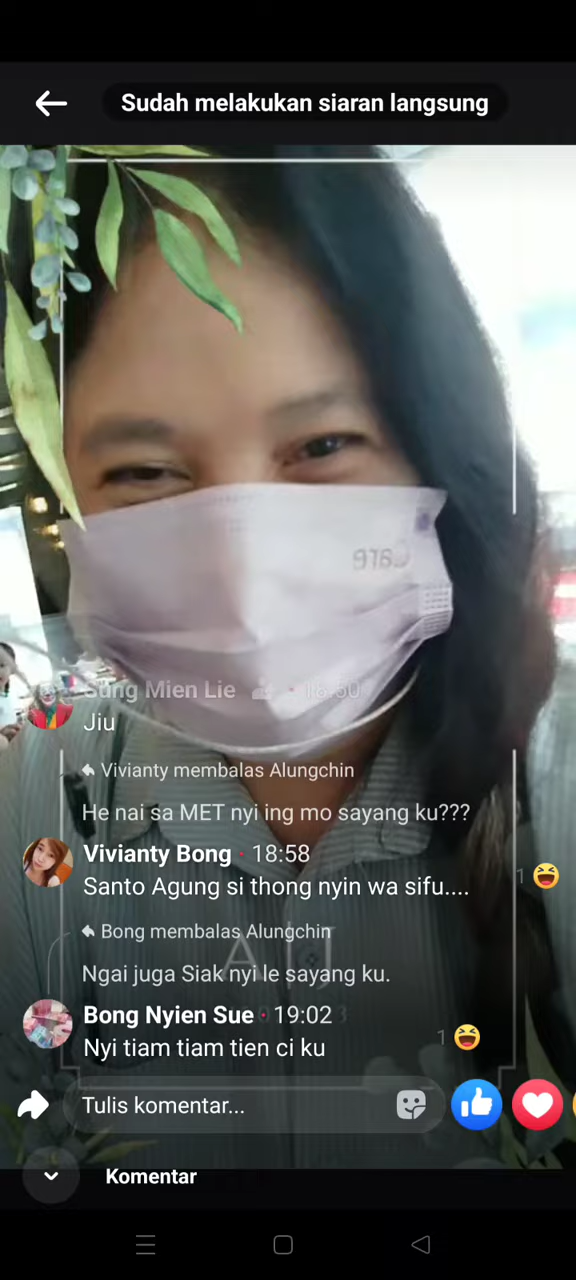 Sudah melakukan siaran langsung
Care
Sung Mien Lie · 18:50
Jiu
Vivianty membalas Alungchin
He nai sa MET nyi ing mo sayang ku???
Vivianty Bong · 18:58
Santo Agung si thong nyin wa sifu....
1
Bong membalas Alungchin
Ngai juga Siak nyi le sayang ku.
Bong Nyien Sue · 19:02
1
Nyi tiam tiam tien ci ku
Tulis komentar...
Komentar